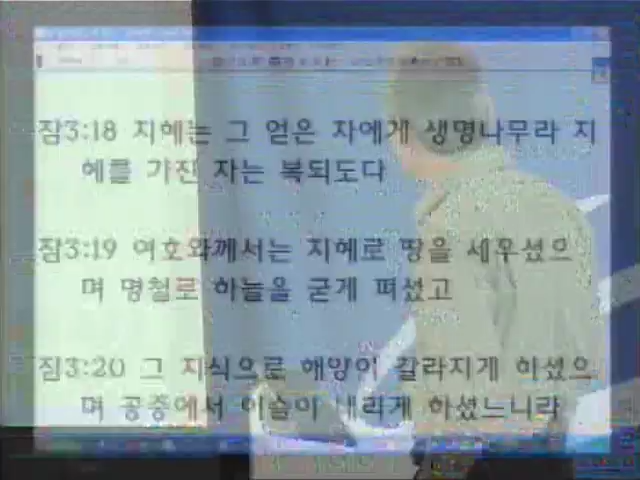 잠3:18 지혜는 그 얻은 자에게 생명나무라 지
혜를 가진 자는 복되도다
잠3:19 여호와께서는 지혜로 땅을 세우셨으
며 명철로 하늘을 굳게 펴셨고
잠3:20 그 지식으로 해양이 갈라지게 하셨으
며 공중에서 이슬이 내리게 하셨느니라